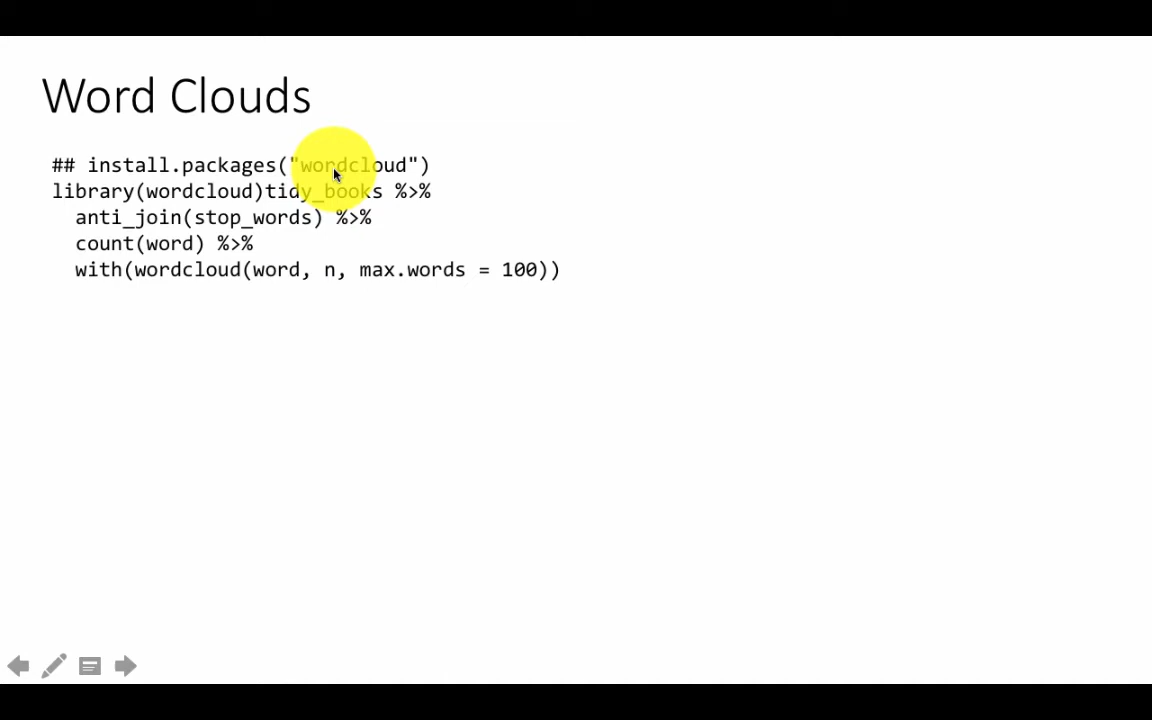 Word Clouds
## install.packages("wordcloud")
library(wordcloud)tidy_books %>%
  anti_join(stop_words) %>%
  count(word) %>%
  with(wordcloud(word, n, max.words = 100))